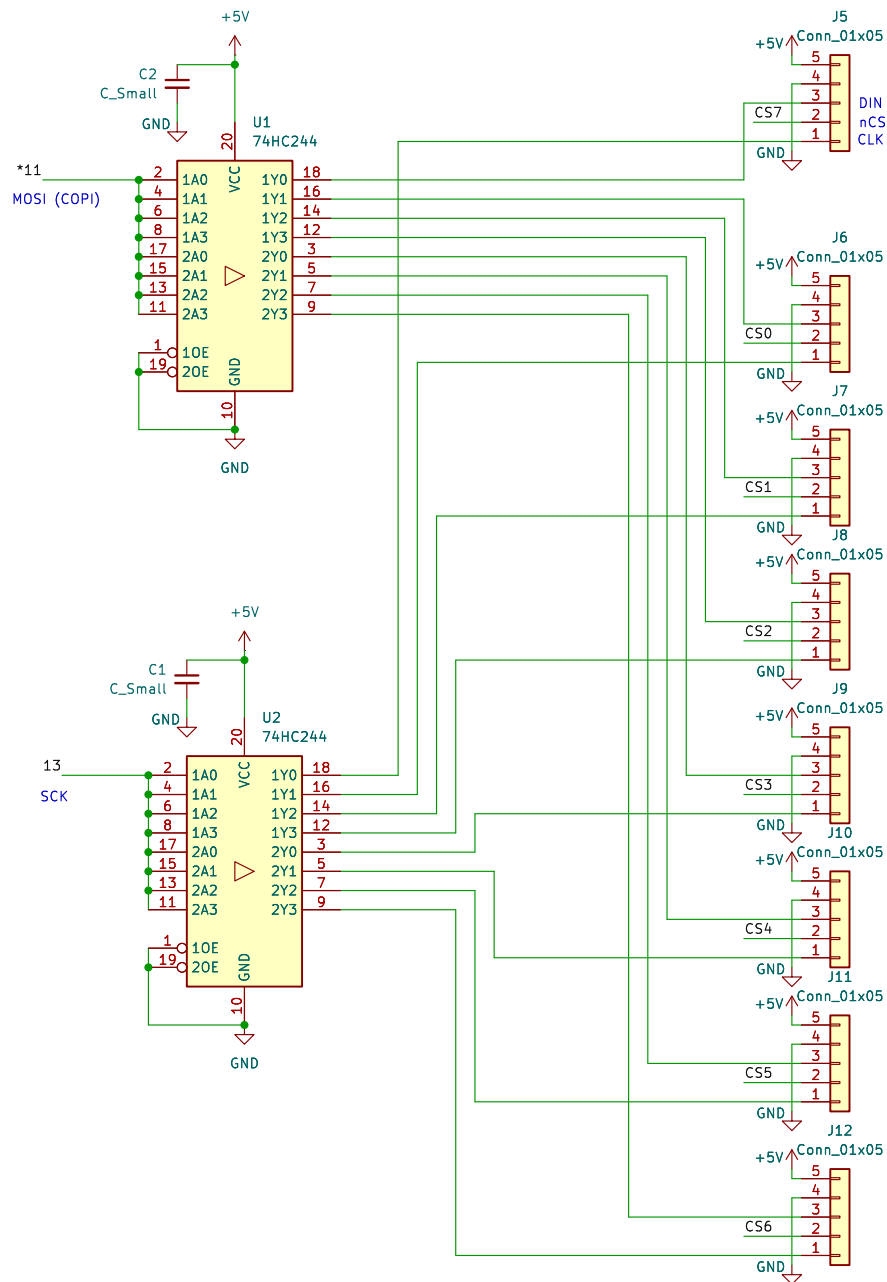 +5V
C2
C_Small
GND
U1
74HC244
20
VCC
*11
MOSI (COPI)
2 1A0 1Y0 18
4 1A1 1Y1 16
6 1A2 1Y2 14
8 1A3 1Y3 12
17 2A0 2Y0 3
15 2A1 2Y1 5
13 2A2 2Y2 7
11 2A3 2Y3 9
1 1OE
19 2OE
GND
10
GND
+5V
C1
C_Small
GND
U2
74HC244
20
VCC
13
SCK
2 1A0 1Y0 18
4 1A1 1Y1 16
6 1A2 1Y2 14
8 1A3 1Y3 12
17 2A0 2Y0 3
15 2A1 2Y1 5
13 2A2 2Y2 7
11 2A3 2Y3 9
1 1OE
19 2OE
GND
10
GND
J5
Conn_01x05
+5V
5
4
3 DIN
CS7 2 nCS
1 CLK
GND
J6
Conn_01x05
+5V
5
4
3
CS0 2
1
GND
J7
Conn_01x05
+5V
5
4
3
CS1 2
1
GND
J8
Conn_01x05
+5V
5
4
3
CS2 2
1
GND
J9
Conn_01x05
+5V
5
4
3
CS3 2
1
GND
J10
Conn_01x05
+5V
5
4
3
CS4 2
1
GND
J11
Conn_01x05
+5V
5
4
3
CS5 2
1
GND
J12
Conn_01x05
+5V
5
4
3
CS6 2
1
GND